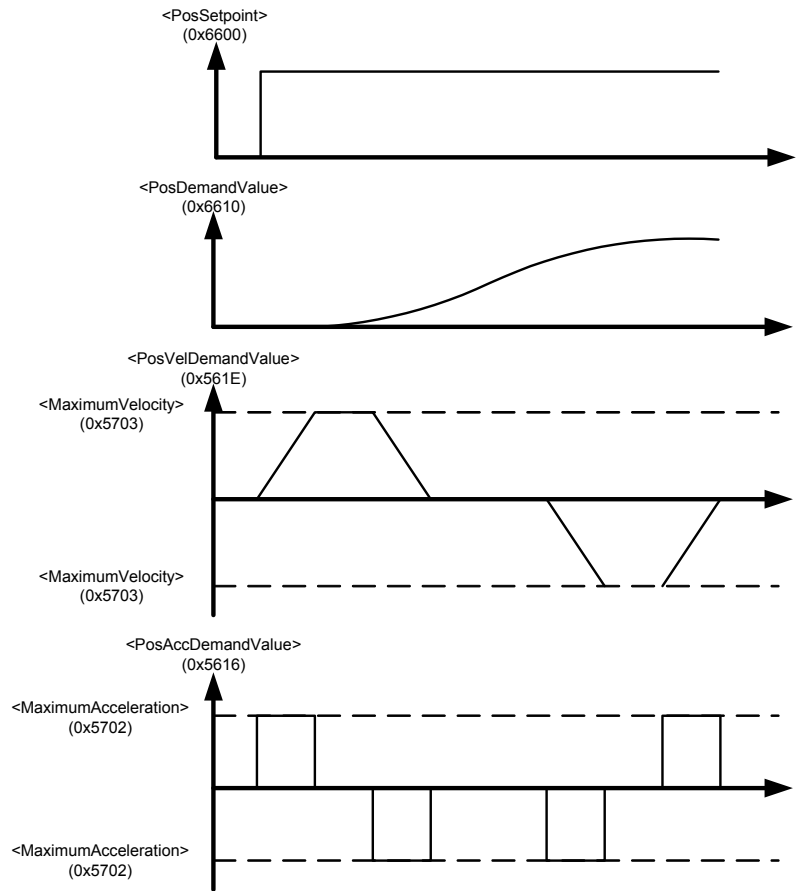 <PosSetpoint>
(0x6600)
<PosDemandValue>
(0x6610)
<PosVelDemandValue>
(0x561E)
<MaximumVelocity>
(0x5703)
<MaximumVelocity>
(0x5703)
<PosAccDemandValue>
(0x5616)
<MaximumAcceleration>
(0x5702)
<MaximumAcceleration>
(0x5702)